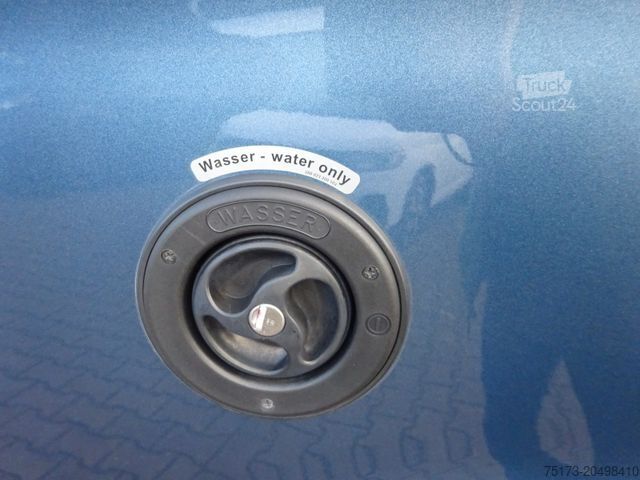 Truck
Scout24
Wasser - water only
WASSER
75173-20498410